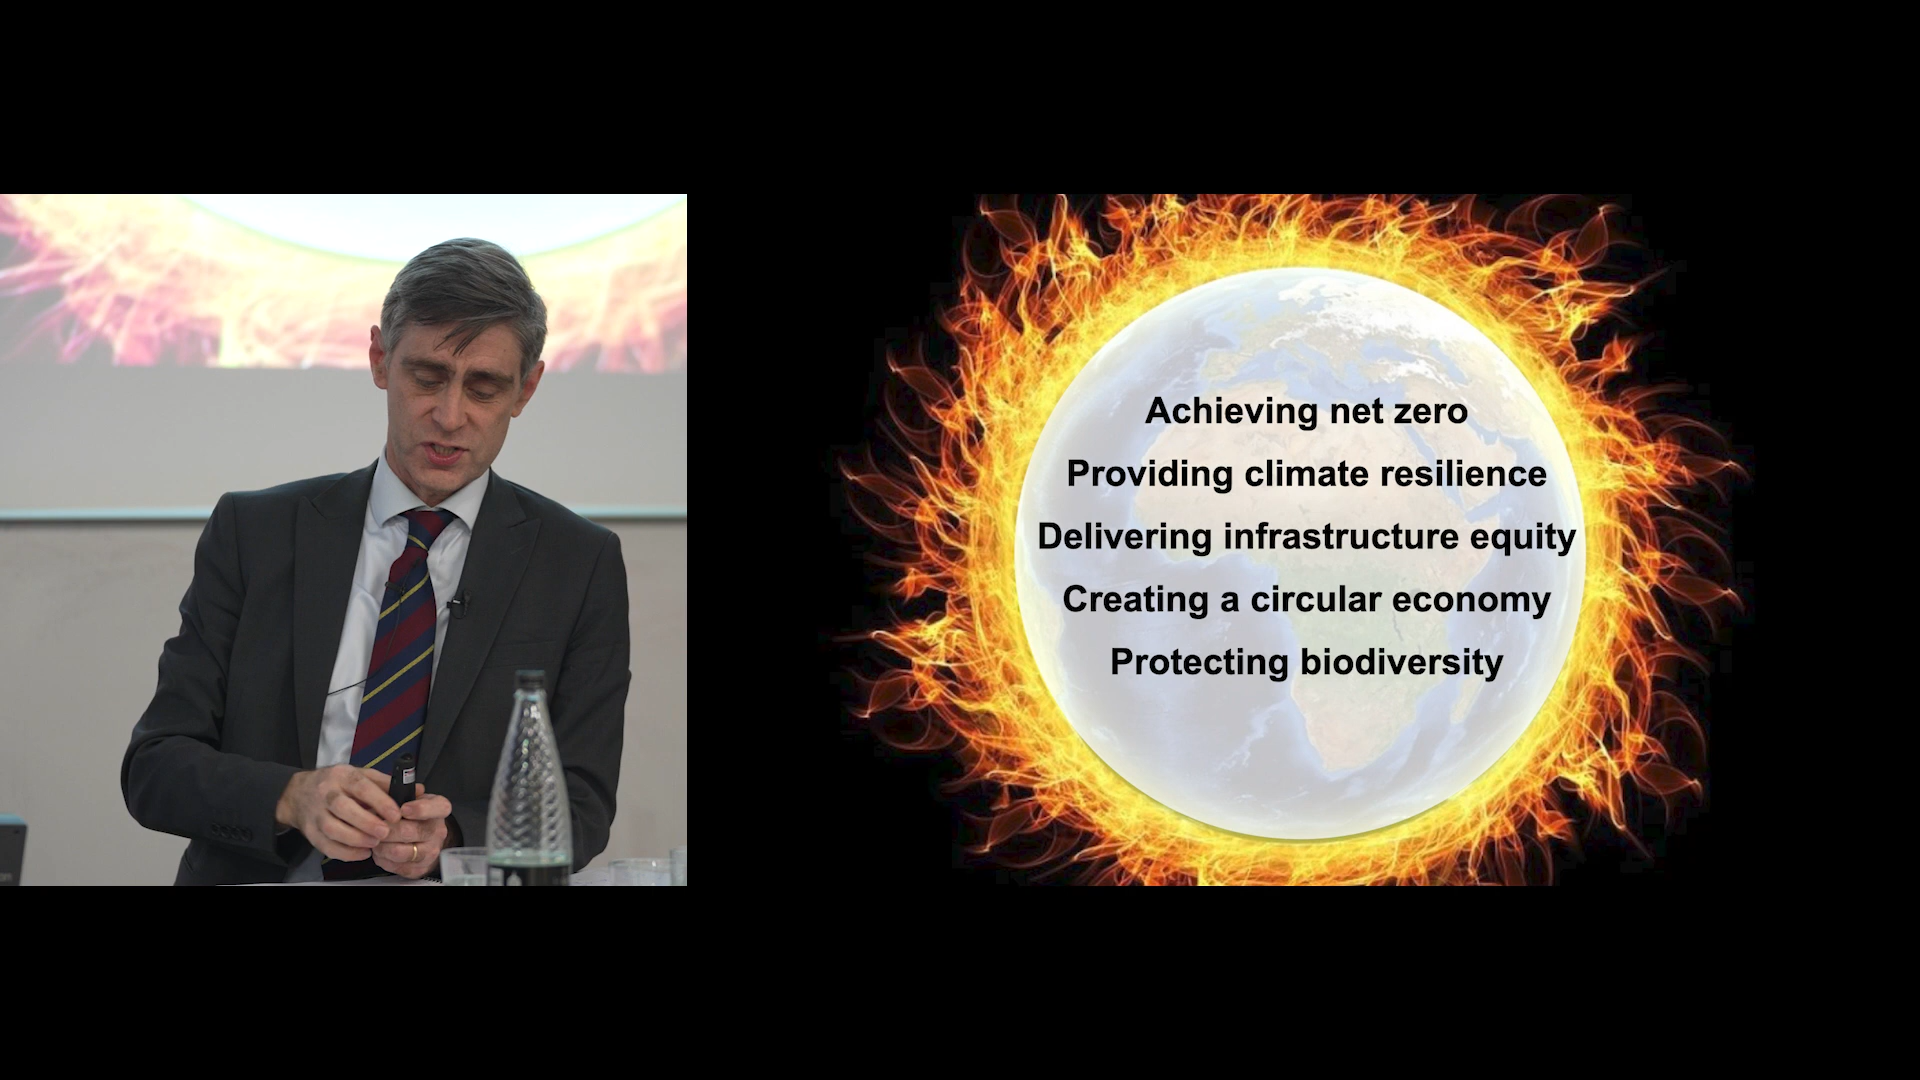 Achieving net zero
Providing climate resilience
Delivering infrastructure equity
Creating a circular economy
Protecting biodiversity